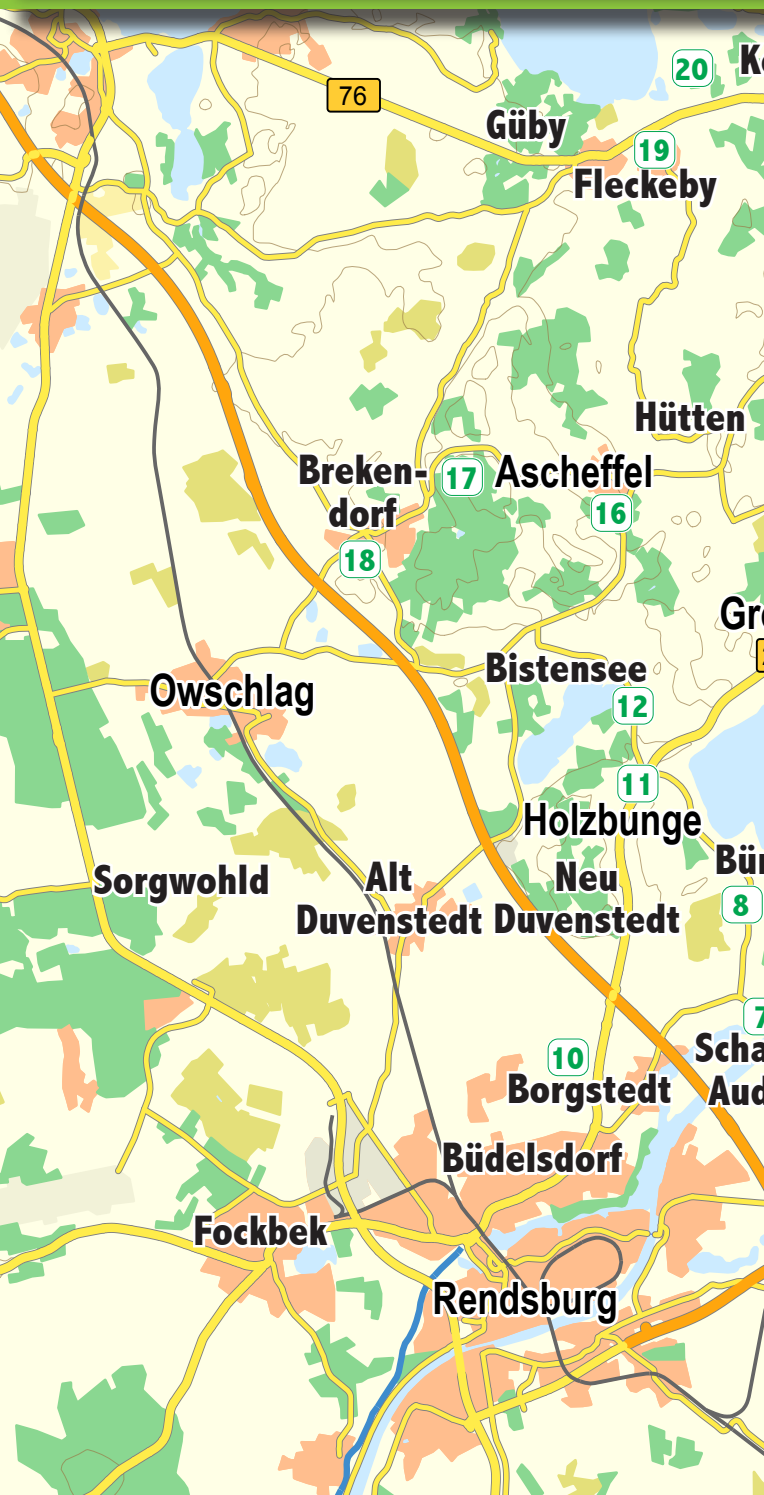 20
76
Güby
19
Fleckeby
Hütten
Breken-
dorf
17
Ascheffel
16
18
Owschlag
Bistensee
12
11
Holzbunge
Sorgwohld
Alt
Duvenstedt
Neu
Duvenstedt
8
10
Borgstedt
Büdelsdorf
Fockbek
Rendsburg